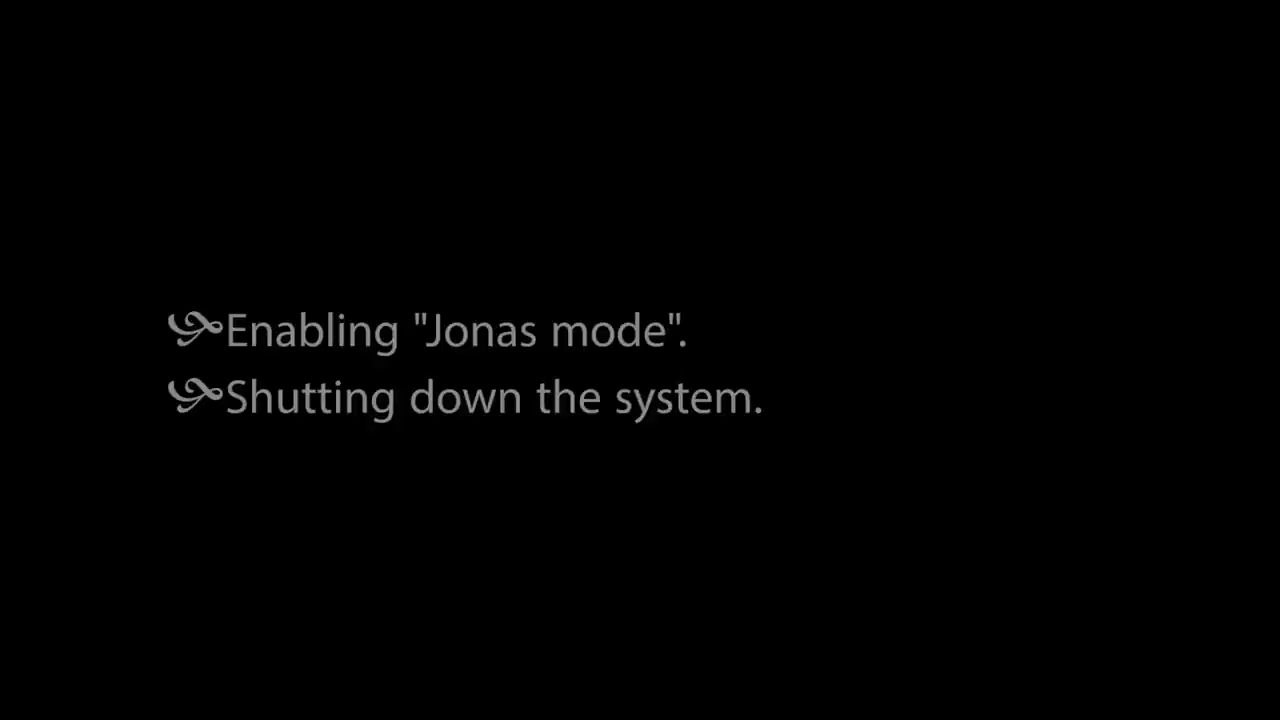 Enabling "Jonas mode".
Shutting down the system.